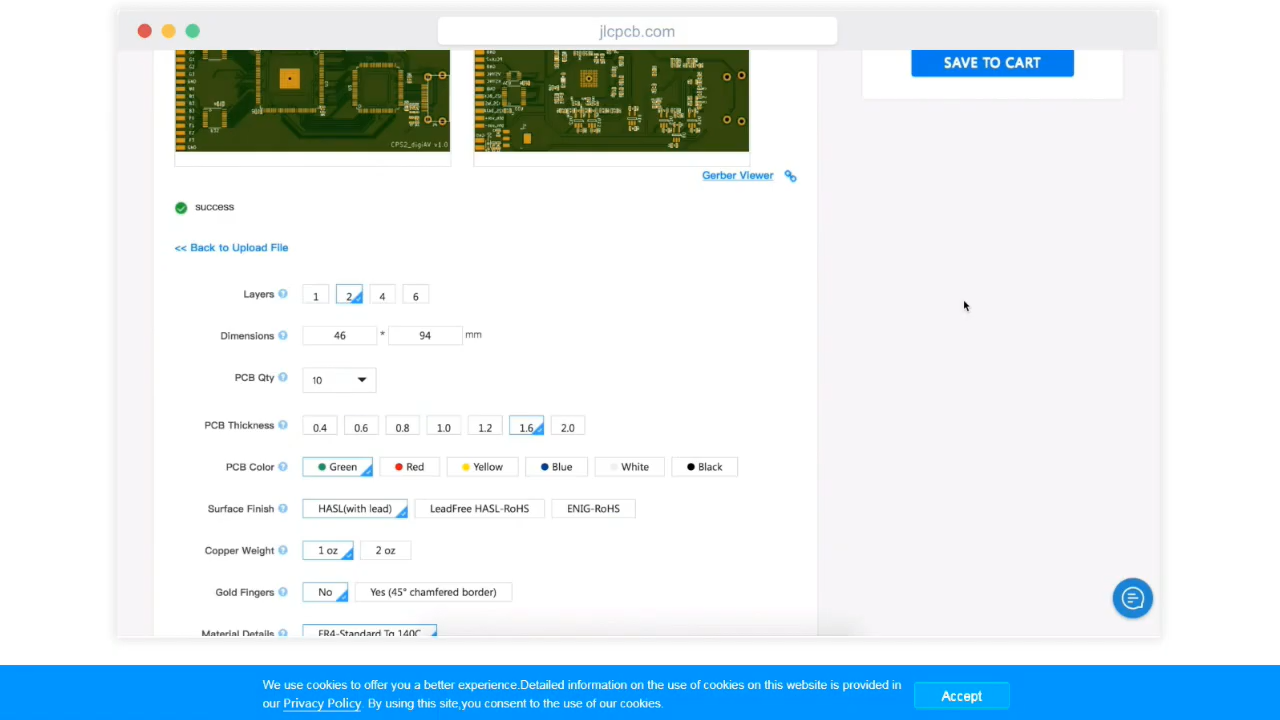 jlcpcb.com
SAVE TO CART
CPS2_digiAV v1.0
Gerber Viewer
success
<< Back to Upload File
Layers ? 1 2 4 6
Dimensions ? 46 * 94 mm
PCB Qty ? 10
PCB Thickness ? 0.4 0.6 0.8 1.0 1.2 1.6 2.0
PCB Color ? Green Red Yellow Blue White Black
Surface Finish ? HASL(with lead) LeadFree HASL-RoHS ENIG-RoHS
Copper Weight ? 1 oz 2 oz
Gold Fingers ? No Yes (45° chamfered border)
Material Details ? FR4-Standard Tg 140C
We use cookies to offer you a better experience.Detailed information on the use of cookies on this website is provided in
our Privacy Policy. By using this site,you consent to the use of our cookies.
Accept